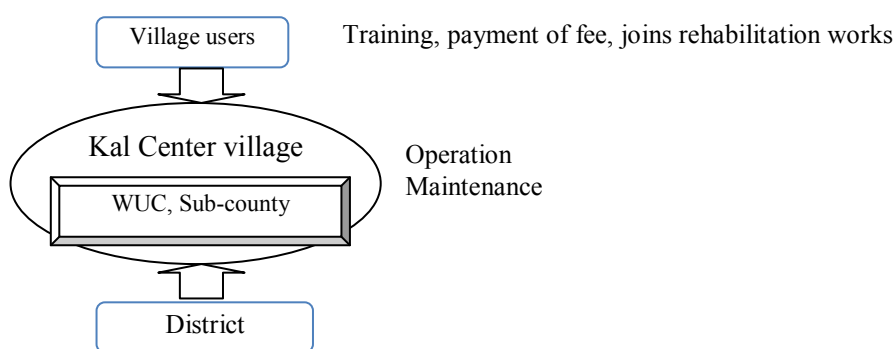 Village users
Training, payment of fee, joins rehabilitation works
Kal Center village
Operation
Maintenance
WUC, Sub-county
District